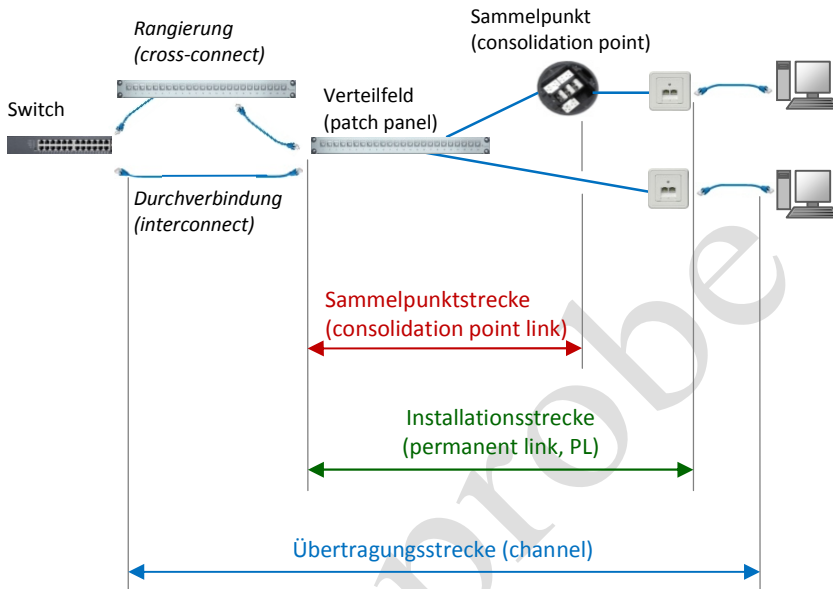 Rangierung
(cross-connect)
Sammelpunkt
(consolidation point)
Switch
Verteilfeld
(patch panel)
Durchverbindung
(interconnect)
Sammelpunktstrecke
(consolidation point link)
Installationsstrecke
(permanent link, PL)
Übertragungsstrecke (channel)
probe